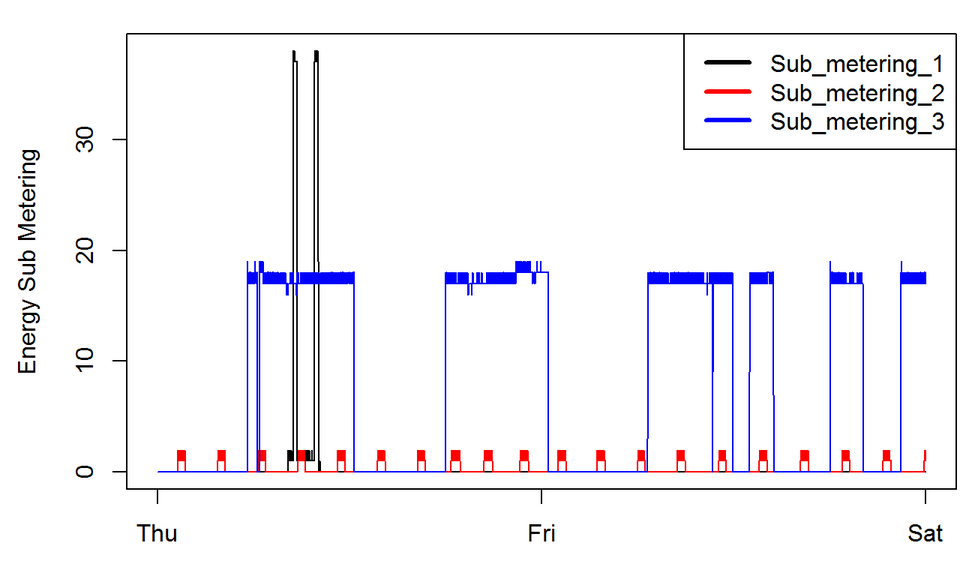 Sub_metering_1
Sub_metering_2
Sub_metering_3
Energy Sub Metering
30
20
10
0
Thu Fri Sat